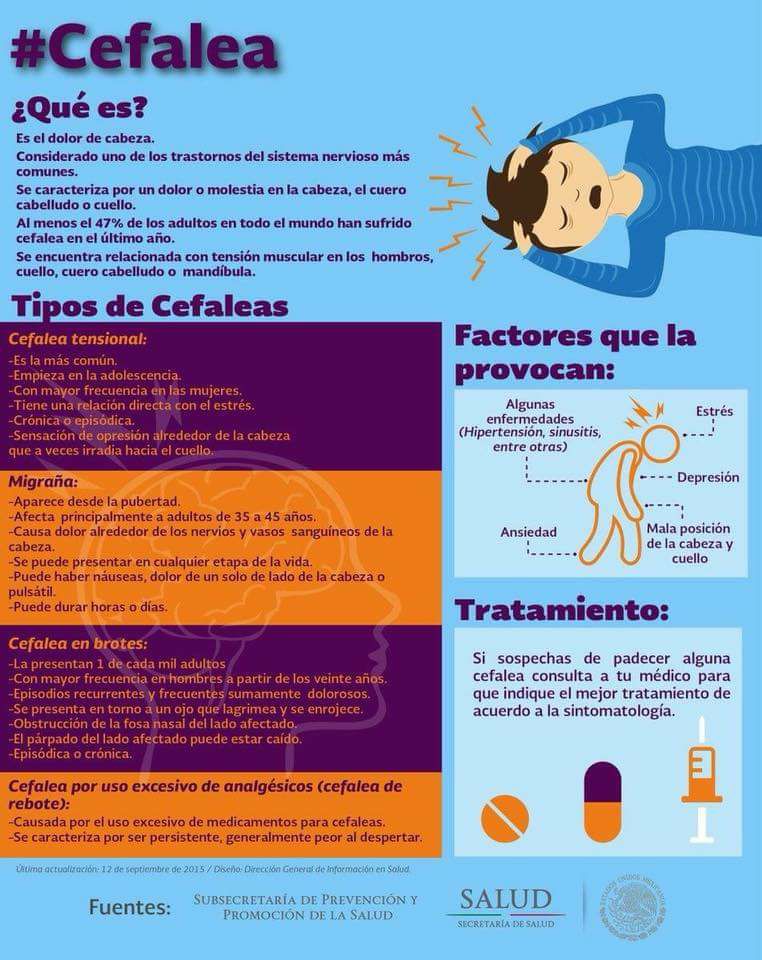 #Cefalea
¿Qué es?
Es el dolor de cabeza.
Considerado uno de los trastornos del sistema nervioso más
comunes.
Se caracteriza por un dolor o molestia en la cabeza, el cuero
cabelludo o cuello.
Al menos el 47% de los adultos en todo el mundo han sufrido
cefalea en el último año.
Se encuentra relacionada con tensión muscular en los hombros,
cuello, cuero cabelludo o mandíbula.
Tipos de Cefaleas
Cefalea tensional:
-Es la más común.
-Empieza en la adolescencia.
-Con mayor frecuencia en las mujeres.
-Tiene una relación directa con el estrés.
-Crónica o episódica.
-Sensación de opresión alrededor de la cabeza
que a veces irradia hacia el cuello.
Migraña:
-Aparece desde la pubertad.
-Afecta principalmente a adultos de 35 a 45 años.
-Causa dolor alrededor de los nervios y vasos sanguíneos de la
cabeza.
-Se puede presentar en cualquier etapa de la vida.
-Puede haber náuseas, dolor de un solo de lado de la cabeza o
pulsátil.
-Puede durar horas o días.
Cefalea en brotes:
-La presentan 1 de cada mil adultos
-Con mayor frecuencia en hombres a partir de los veinte años.
-Episodios recurrentes y frecuentes sumamente dolorosos.
-Se presenta en torno a un ojo que lagrimea y se enrojece.
-Obstrucción de la fosa nasal del lado afectado.
-El párpado del lado afectado puede estar caído.
-Episódica o crónica.
Cefalea por uso excesivo de analgésicos (cefalea de
rebote):
-Causada por el uso excesivo de medicamentos para cefaleas.
-Se caracteriza por ser persistente, generalmente peor al despertar.
Factores que la
provocan:
Algunas
enfermedades
(Hipertensión, sinusitis,
entre otras)
Estrés
Depresión
Ansiedad
Mala posición
de la cabeza y
cuello
Tratamiento:
Si sospechas de padecer alguna
cefalea consulta a tu médico para
que indique el mejor tratamiento de
acuerdo a la sintomatología.
Última actualización: 12 de septiembre de 2015 / Diseño: Dirección General de Información en Salud.
Fuentes:
SUBSECRETARÍA DE PREVENCIÓN Y
PROMOCIÓN DE LA SALUD
SALUD
SECRETARÍA DE SALUD
ESTADOS UNIDOS MEXICANOS